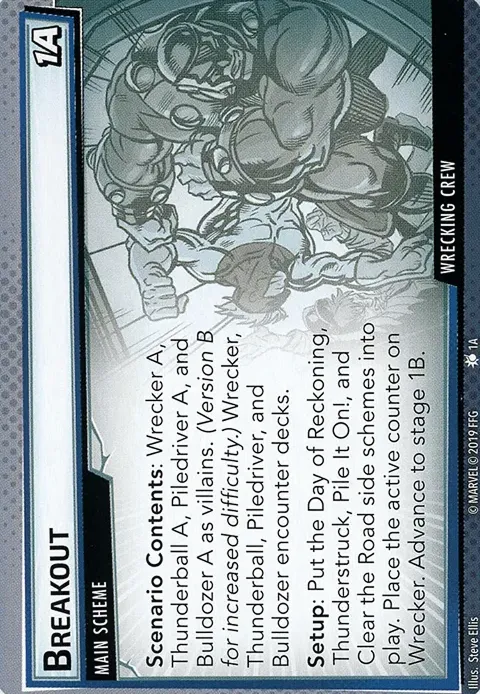 BREAKOUT
1A
MAIN SCHEME
Scenario Contents: Wrecker A,
Thunderball A, Piledriver A, and
Bulldozer A as villains. (Version B
for increased difficulty.) Wrecker,
Thunderball, Piledriver, and
Bulldozer encounter decks.
Setup: Put the Day of Reckoning,
Thunderstruck, Pile It On!, and
Clear the Road side schemes into
play. Place the active counter on
Wrecker. Advance to stage 1B.
WRECKING CREW
Illus. Steve Ellis
© MARVEL © 2019 FFG
1A